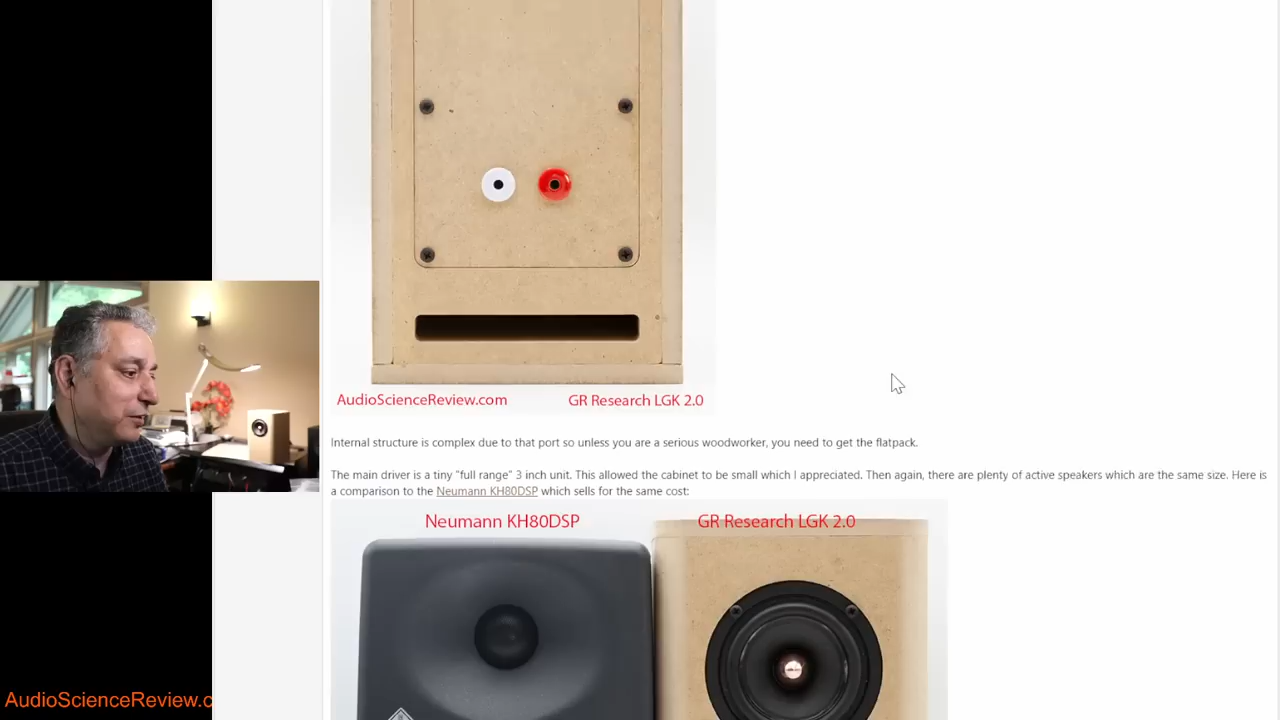 AudioScienceReview.com
GR Research LGK 2.0
Internal structure is complex due to that port so unless you are a serious woodworker, you need to get the flatpack.
The main driver is a tiny "full range" 3 inch unit. This allowed the cabinet to be small which I appreciated. Then again, there are plenty of active speakers which are the same size. Here is
a comparison to the Neumann KH80DSP which sells for the same cost:
Neumann KH80DSP
GR Research LGK 2.0
AudioScienceReview.c